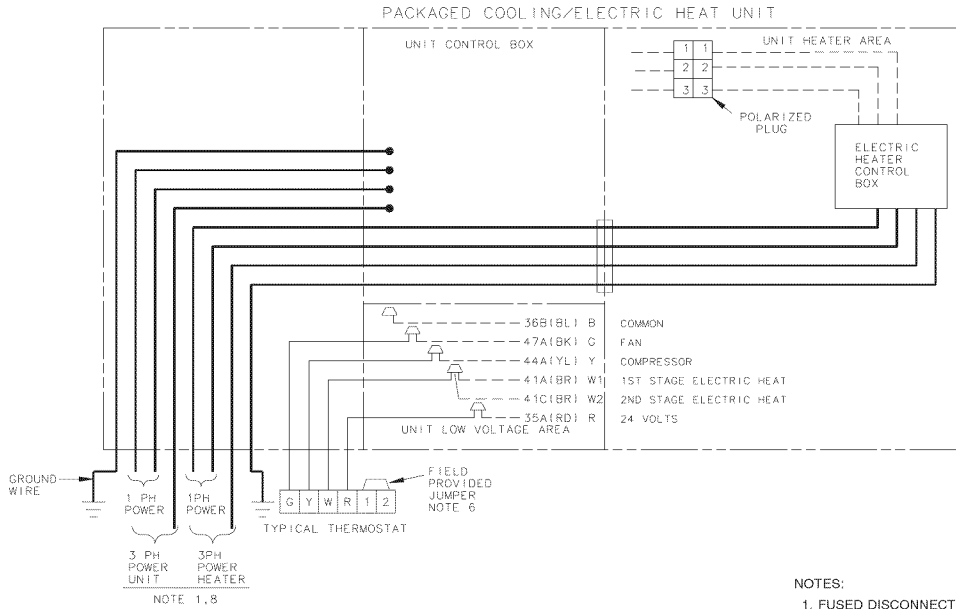 PACKAGED COOLING/ELECTRIC HEAT UNIT
UNIT CONTROL BOX
UNIT HEATER AREA
1 1
2 2
3 3
POLARIZED
PLUG
ELECTRIC
HEATER
CONTROL
BOX
36B(BL) B COMMON
47A(BK) G FAN
44A(YL) Y COMPRESSOR
41A(BR) W1 1ST STAGE ELECTRIC HEAT
41C(BR) W2 2ND STAGE ELECTRIC HEAT
35A(RD) R 24 VOLTS
UNIT LOW VOLTAGE AREA
GROUND
WIRE
1 PH
POWER
1PH
POWER
G Y W R 1 2
FIELD
PROVIDED
JUMPER
NOTE 6
TYPICAL THERMOSTAT
3 PH
POWER
UNIT
3PH
POWER
HEATER
NOTE 1,8
NOTES:
1. FUSED DISCONNECT